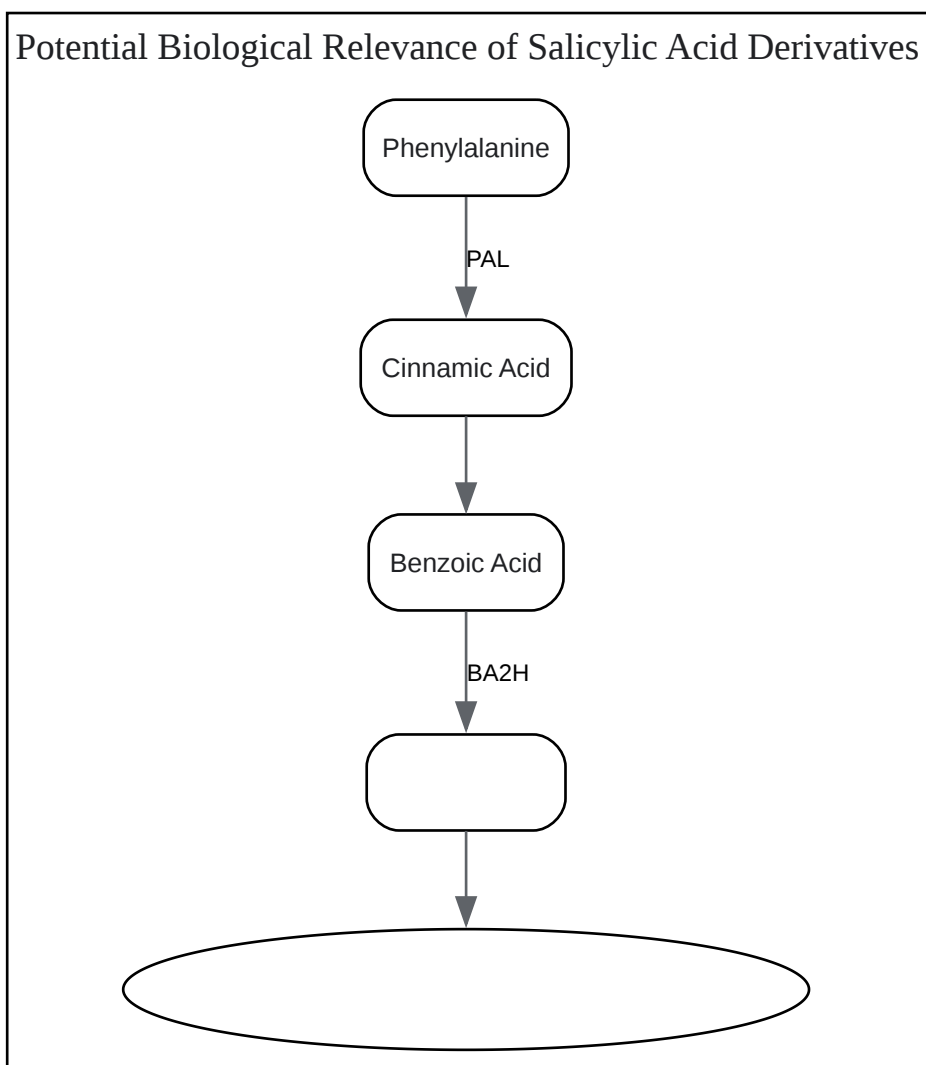 Potential Biological Relevance of Salicylic Acid Derivatives
Phenylalanine
PAL
Cinnamic Acid
Benzoic Acid
BA2H